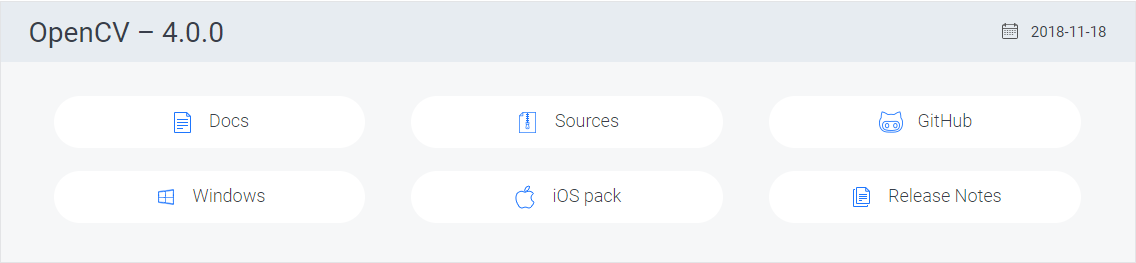 OpenCV – 4.0.0
2018-11-18
Docs
Sources
GitHub
Windows
iOS pack
Release Notes